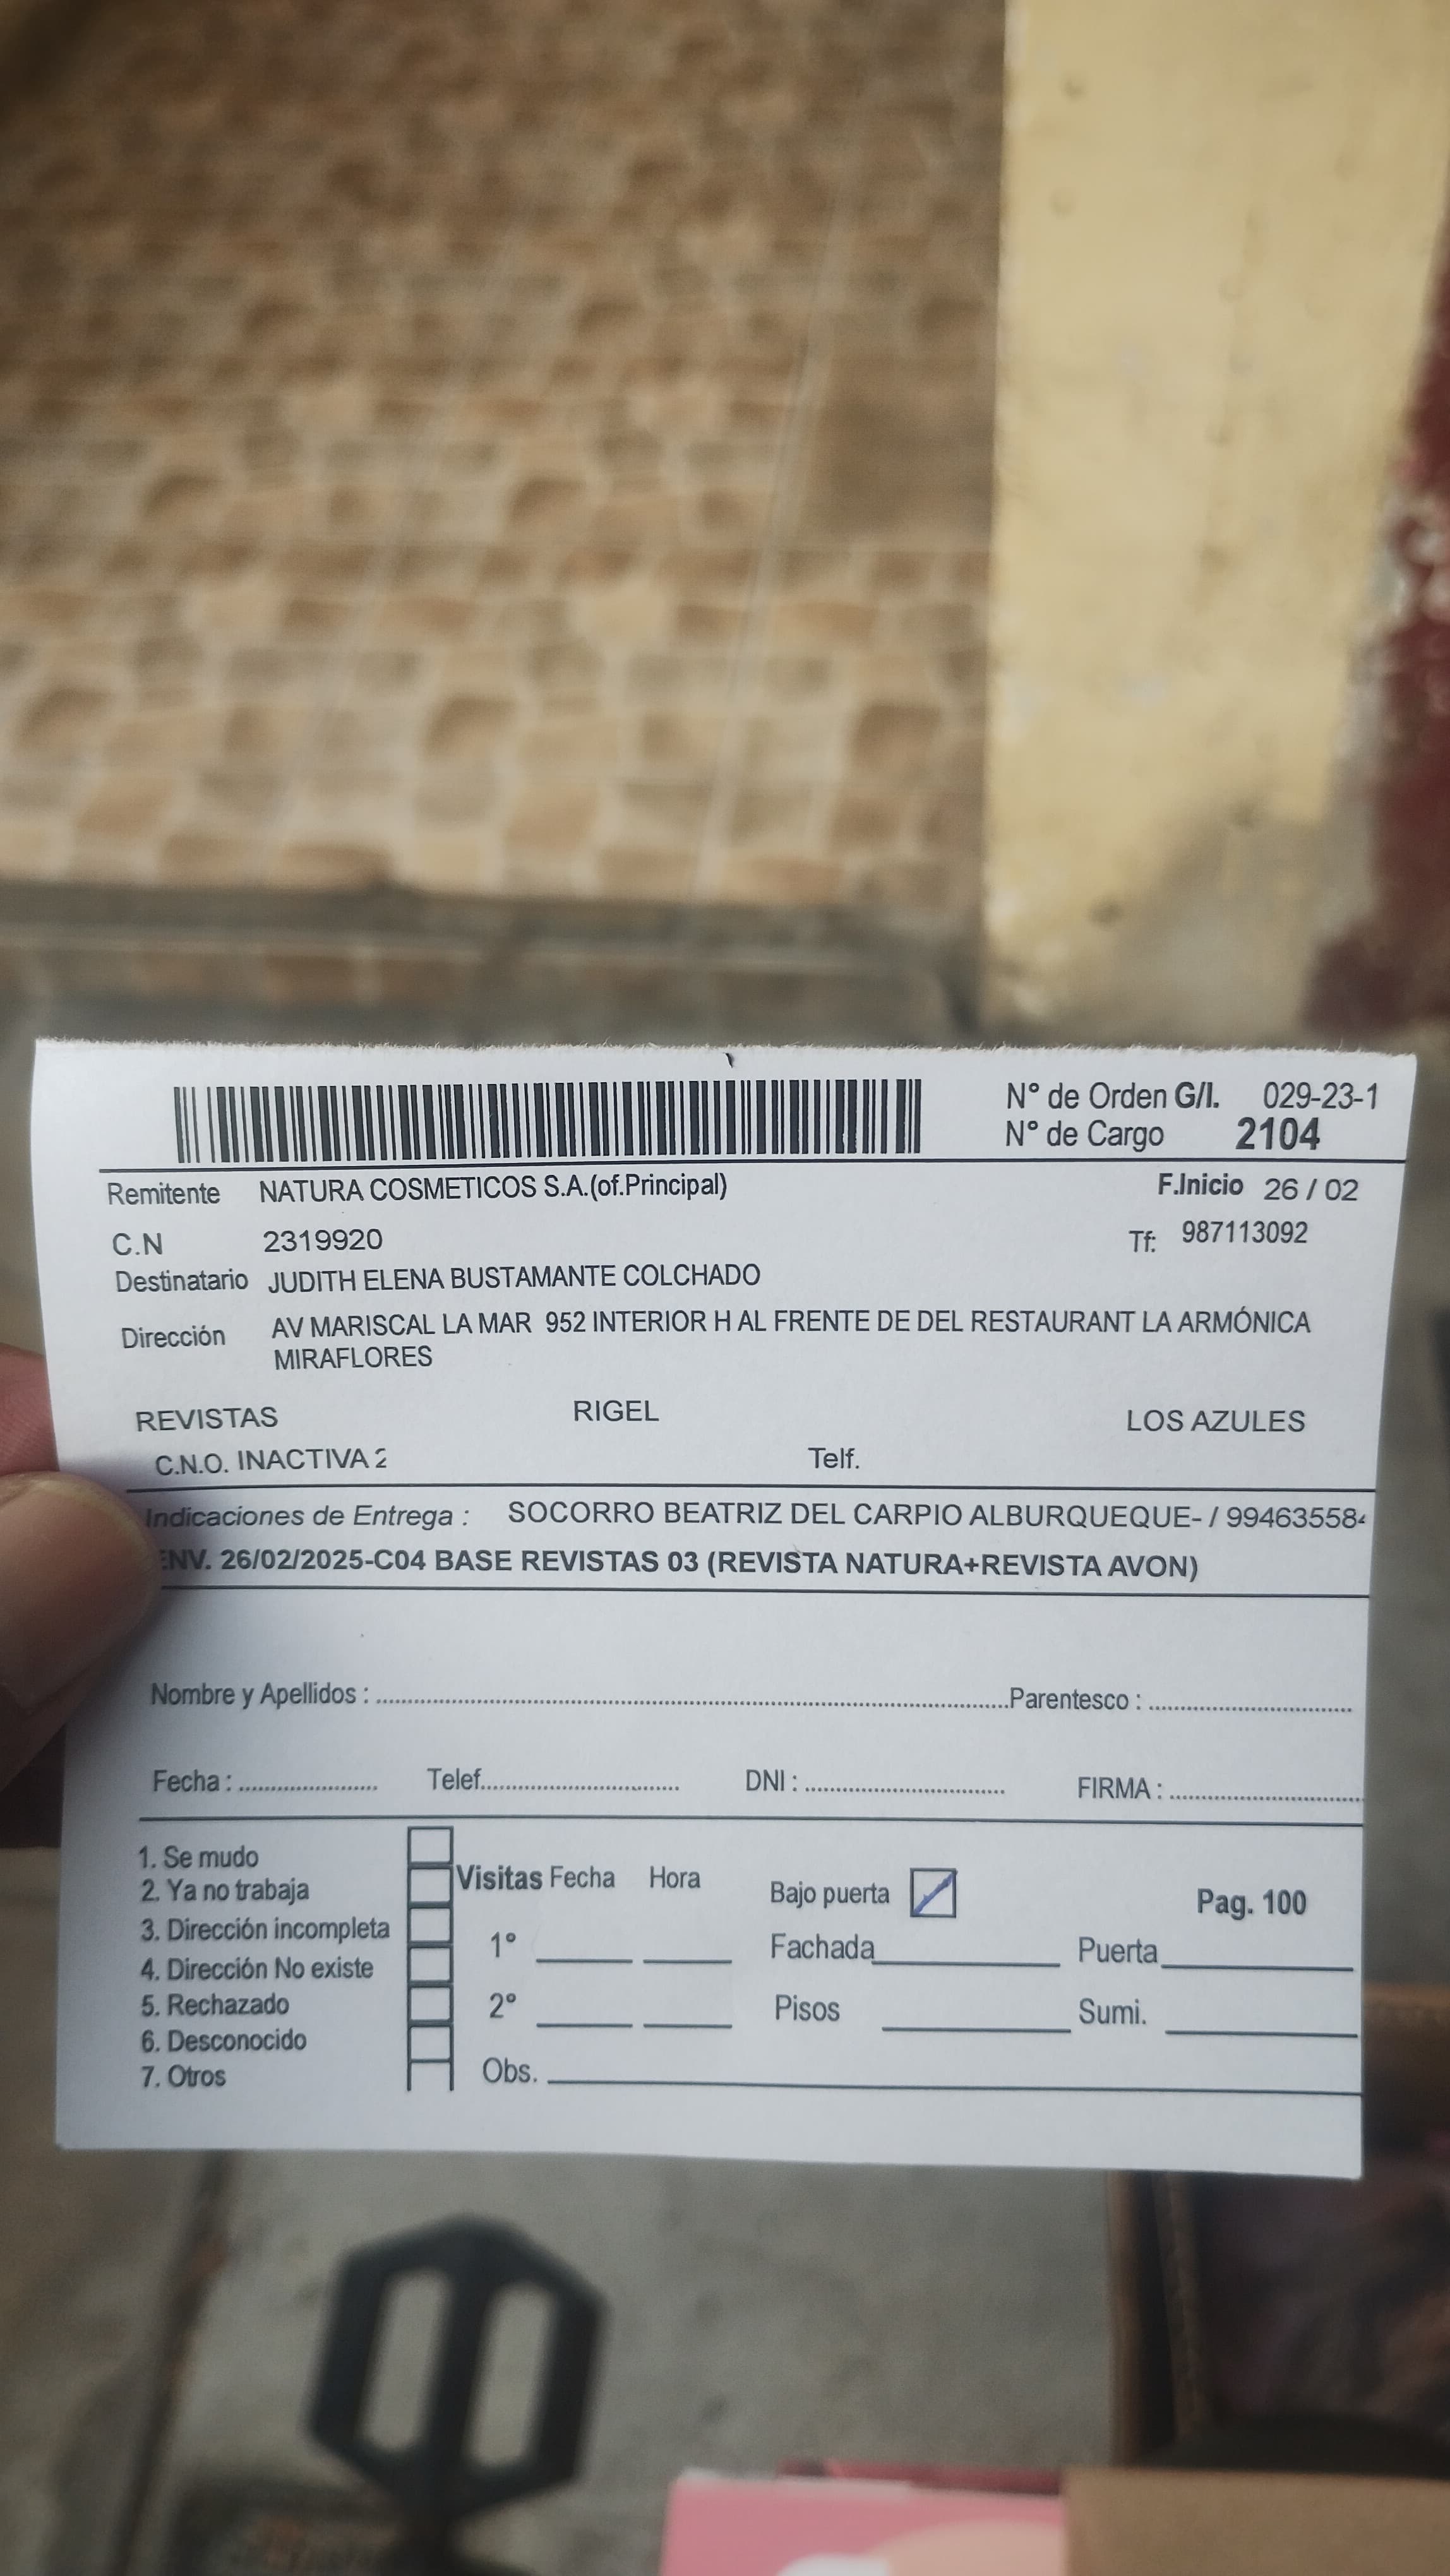 N° de Orden G/I. 029-23-1
N° de Cargo 2104
Remitente NATURA COSMETICOS S.A.(of.Principal) F.Inicio 26 / 02
C.N 2319920 Tf: 987113092
Destinatario JUDITH ELENA BUSTAMANTE COLCHADO
Dirección AV MARISCAL LA MAR 952 INTERIOR H AL FRENTE DE DEL RESTAURANT LA ARMÓNICA
MIRAFLORES
REVISTAS RIGEL LOS AZULES
C.N.O. INACTIVA 2 Telf.
Indicaciones de Entrega : SOCORRO BEATRIZ DEL CARPIO ALBURQUEQUE- / 99463558
ENV. 26/02/2025-C04 BASE REVISTAS 03 (REVISTA NATURA+REVISTA AVON)
Nombre y Apellidos : Parentesco :
Fecha : Telef. DNI : FIRMA :
1. Se mudo
2. Ya no trabaja
3. Dirección incompleta
4. Dirección No existe
5. Rechazado
6. Desconocido
7. Otros
Visitas Fecha Hora
1°
2°
Obs.
Bajo puerta Pag. 100
Fachada Puerta
Pisos Sumi.